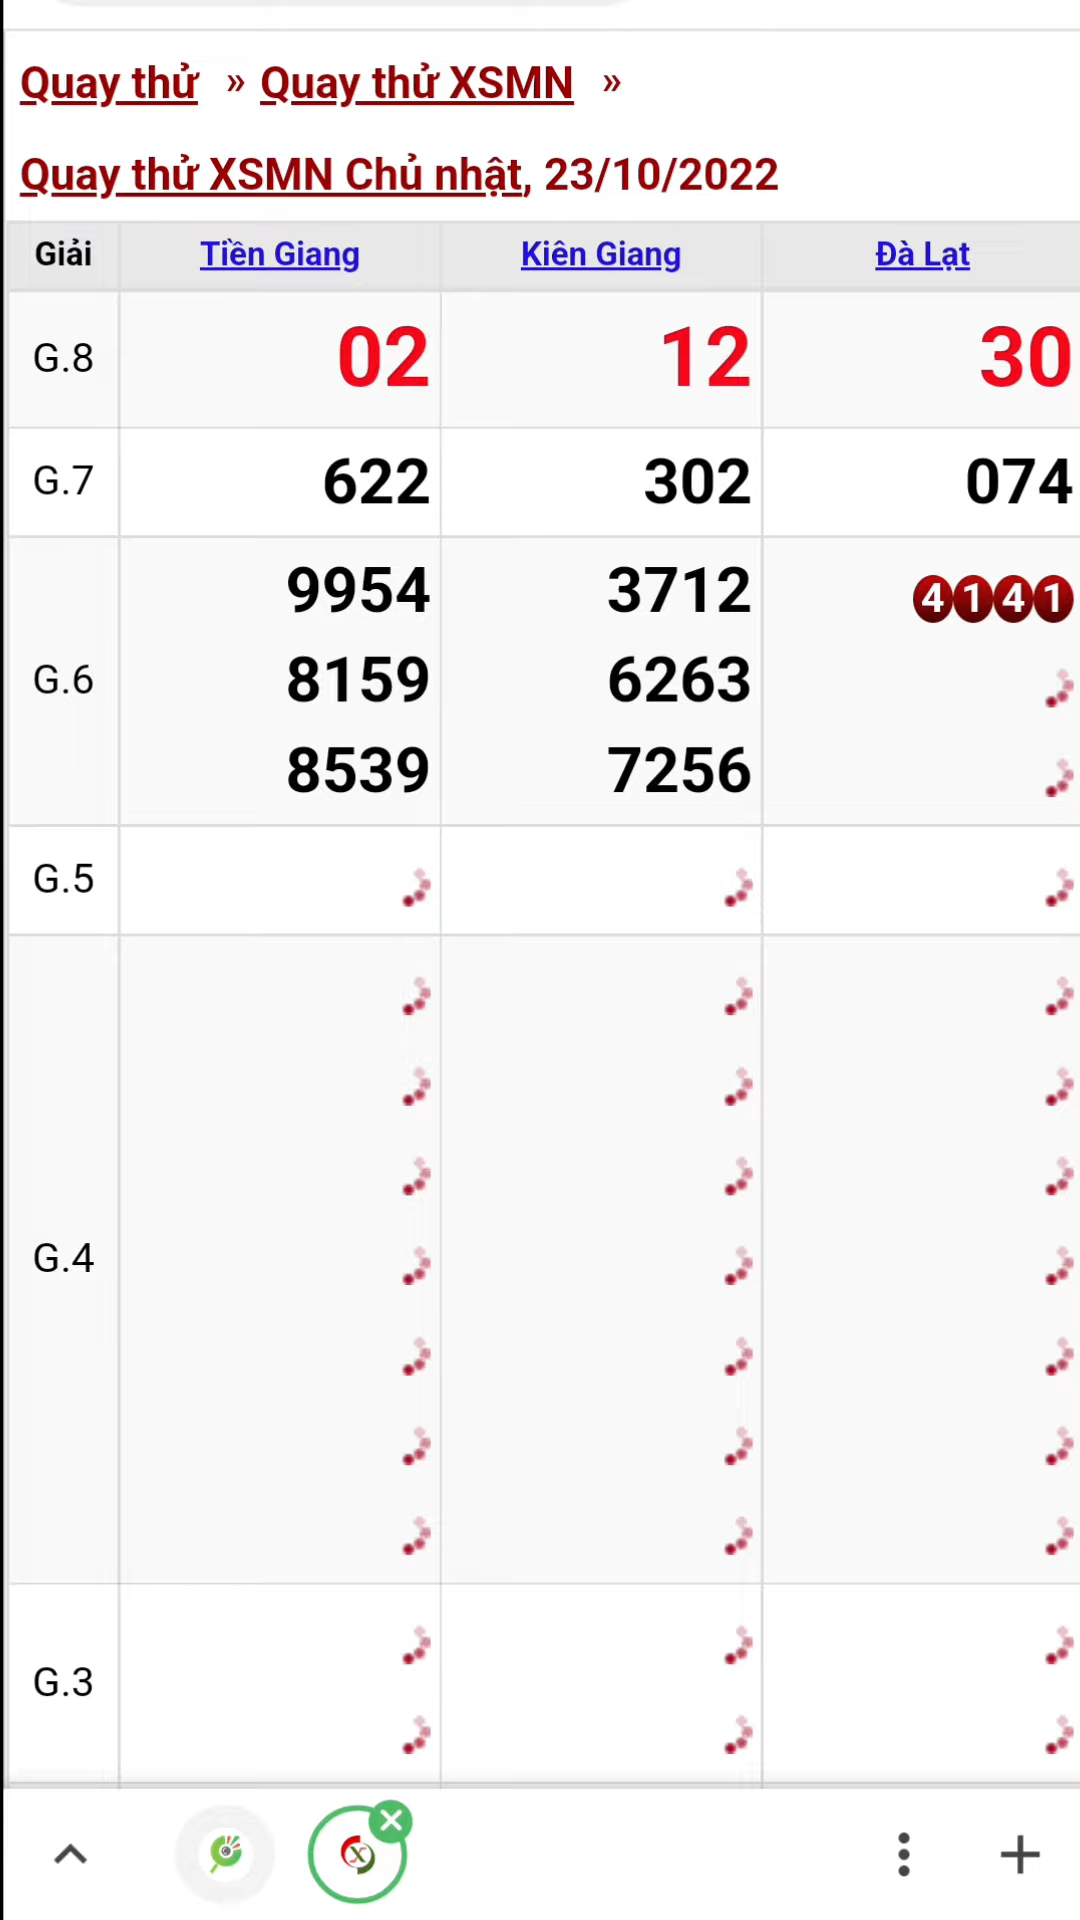 Quay thử » Quay thử XSMN »
Quay thử XSMN Chủ nhật, 23/10/2022
Giải Tiền Giang Kiên Giang Đà Lạt
G.8 02 12 30
G.7 622 302 074
9954 3712 4141
G.6 8159 6263
8539 7256
G.5
G.4
G.3